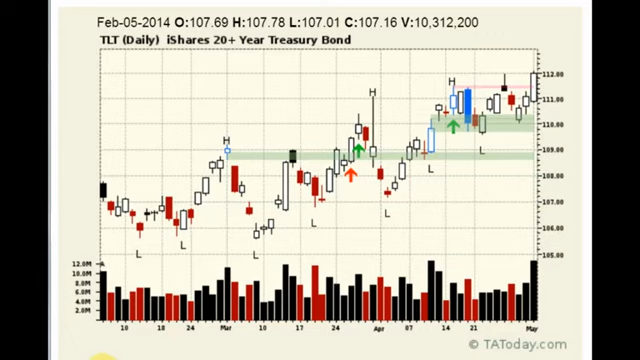 Feb-05-2014 O:107.69 H:107.78 L:107.01 C:107.16 V:10,312,200
TLT (Daily) iShares 20+ Year Treasury Bond
112.00
H
H
111.00
110.00
H
L
109.00
L
108.00
107.00
L
L
106.00
L
L
L
105.00
12.0M
A
10.0M
8.0M
6.0M
4.0M
2.0M
10 18 24 Mar 10 17 24 Apr 07 14 21 May
© TAToday.com